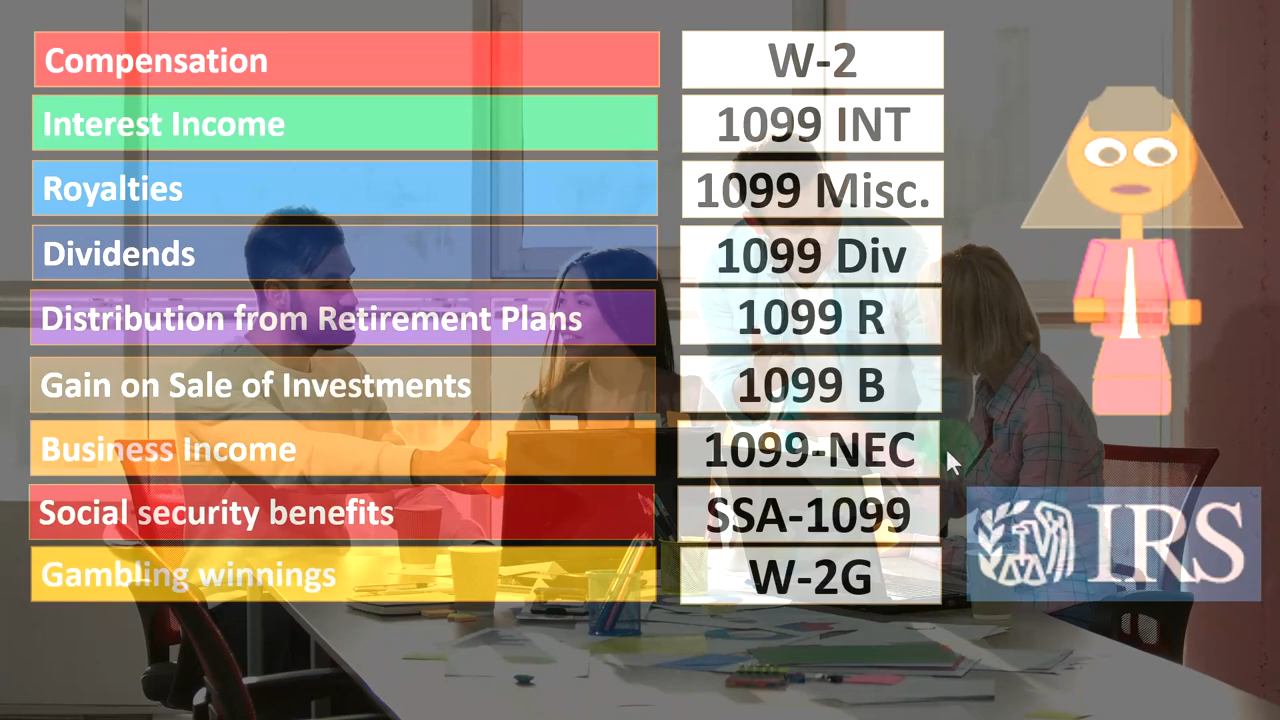 Compensation W-2
Interest Income 1099 INT
Royalties 1099 Misc.
Dividends 1099 Div
Distribution from Retirement Plans 1099 R
Gain on Sale of Investments 1099 B
Business Income 1099-NEC
Social security benefits SSA-1099
Gambling winnings W-2G
IRS